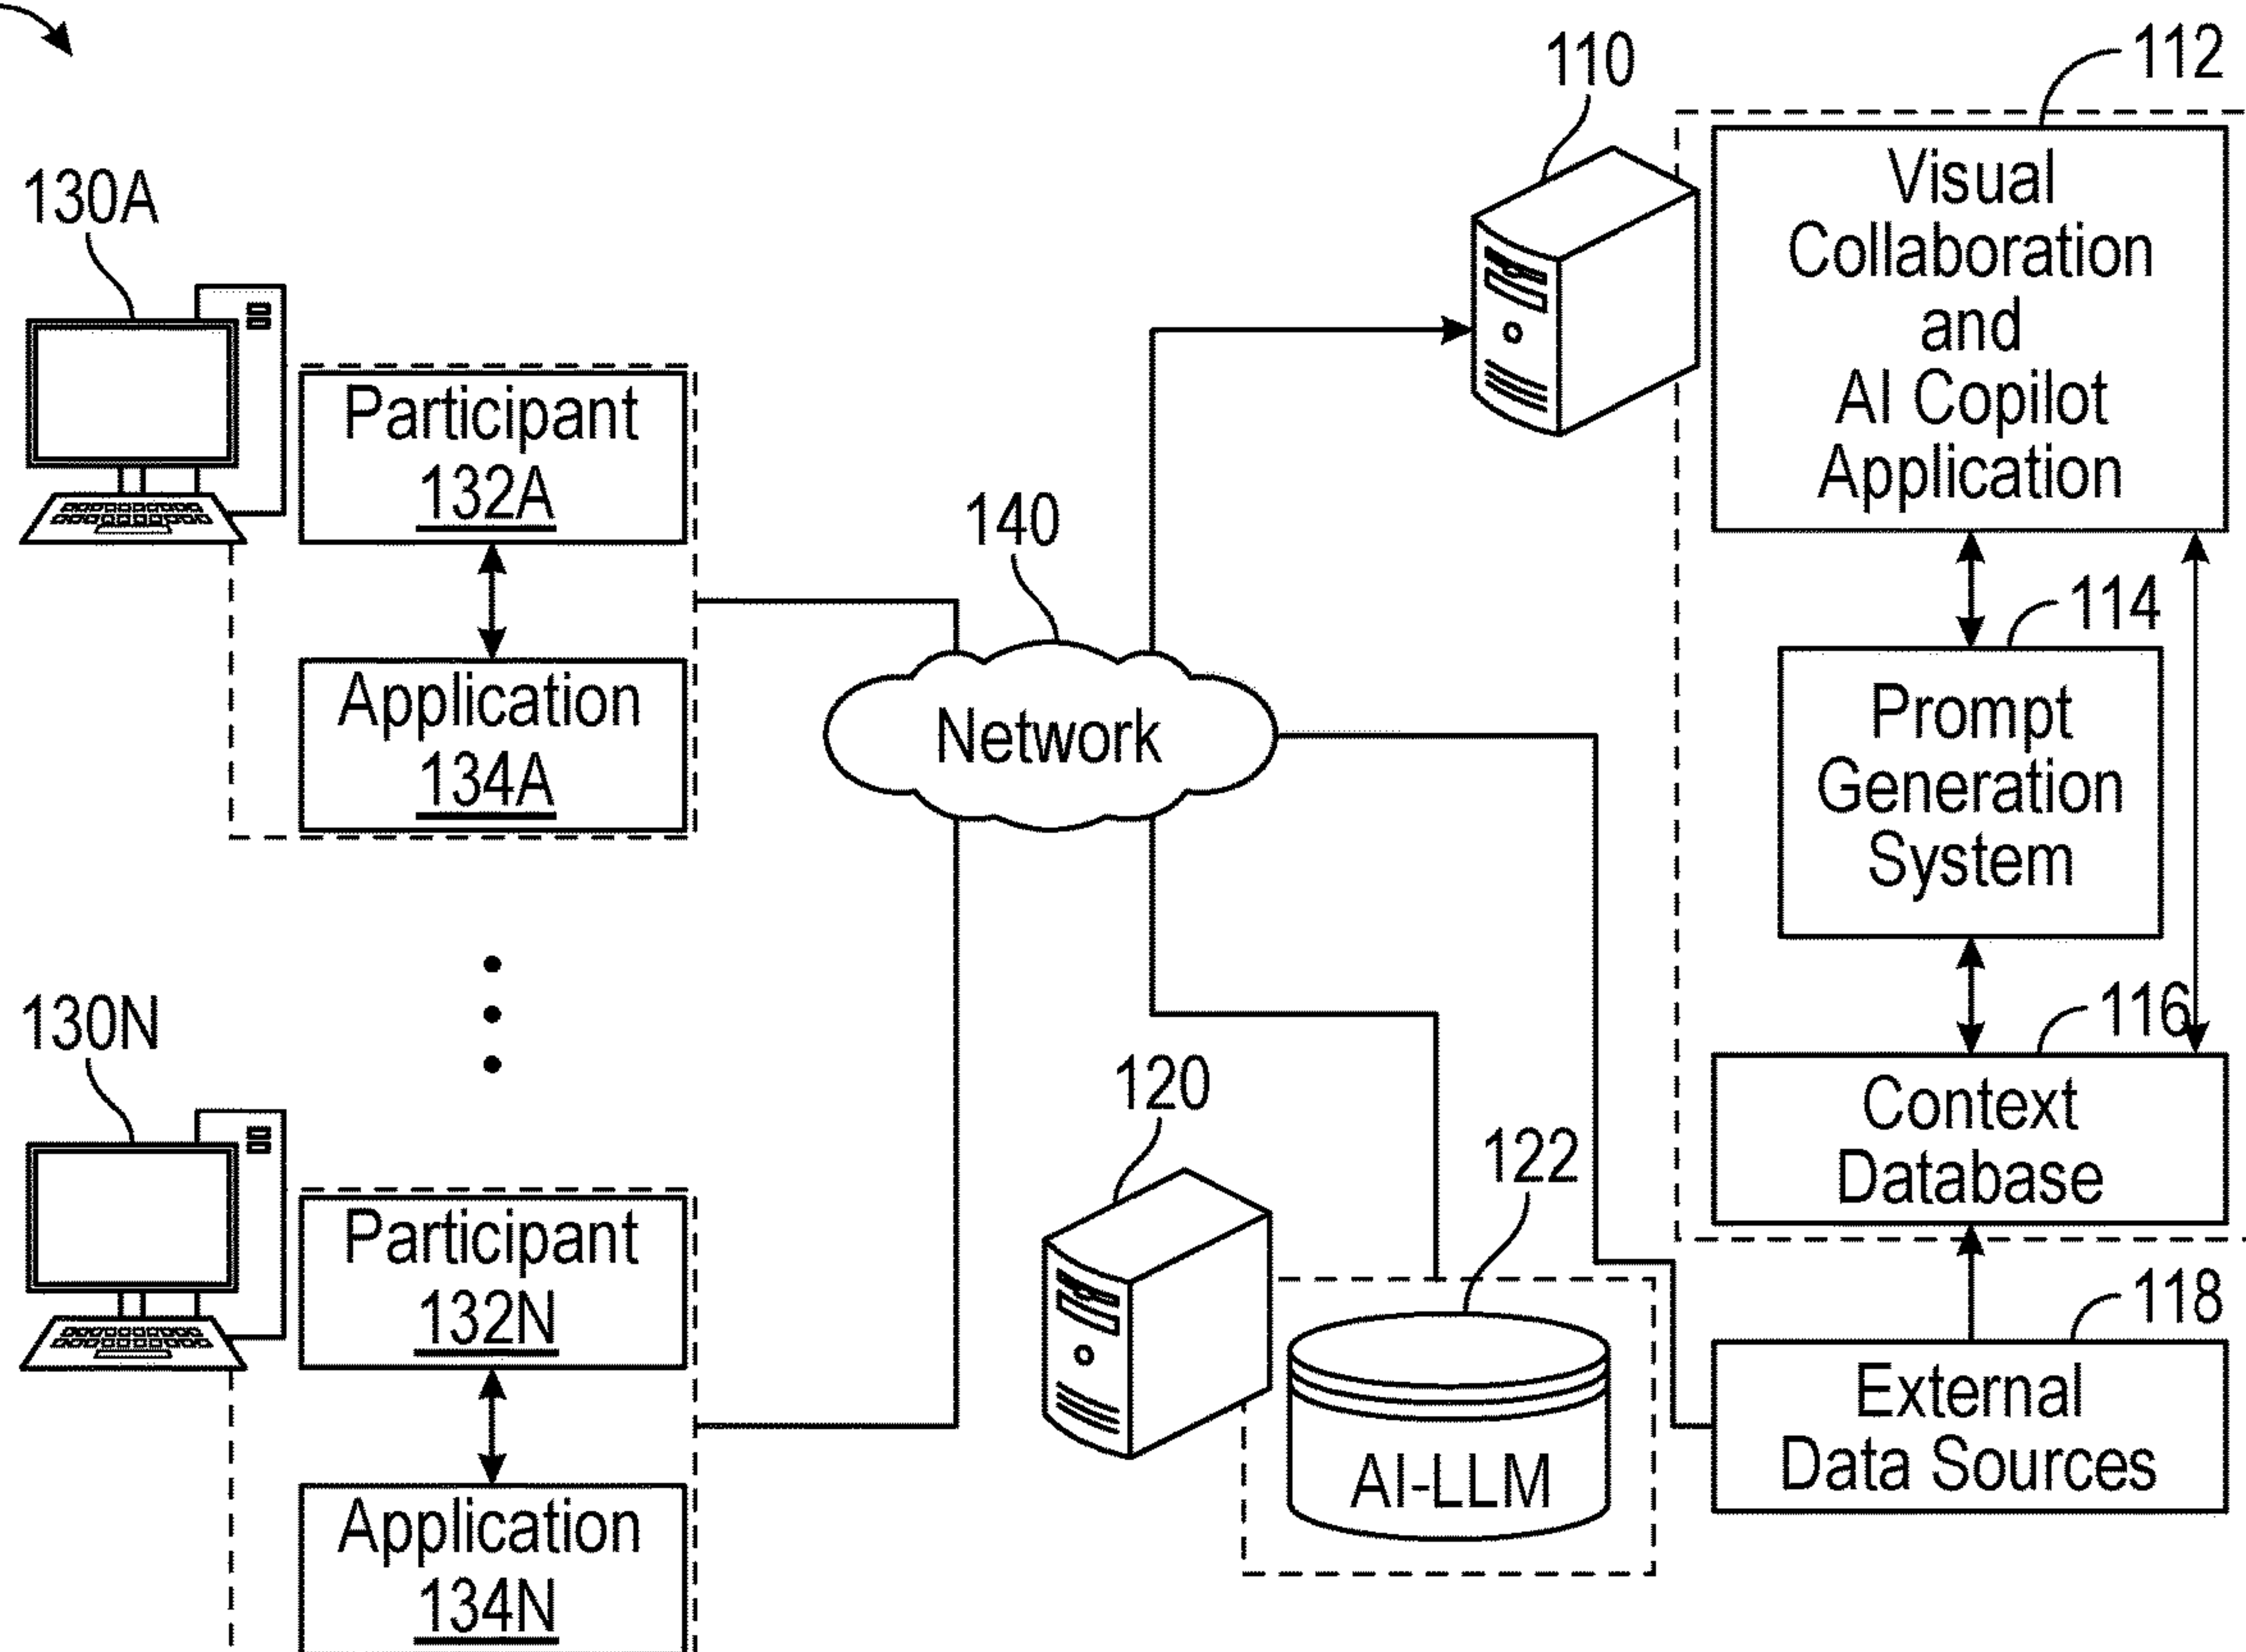 110
112
130A
Visual
Collaboration
and
AI Copilot
Application
Participant
132A
140
114
Application
134A
Network
Prompt
Generation
System
130N
116
120
Context
Database
122
Participant
132N
118
External
Data Sources
AI-LLM
Application
134N